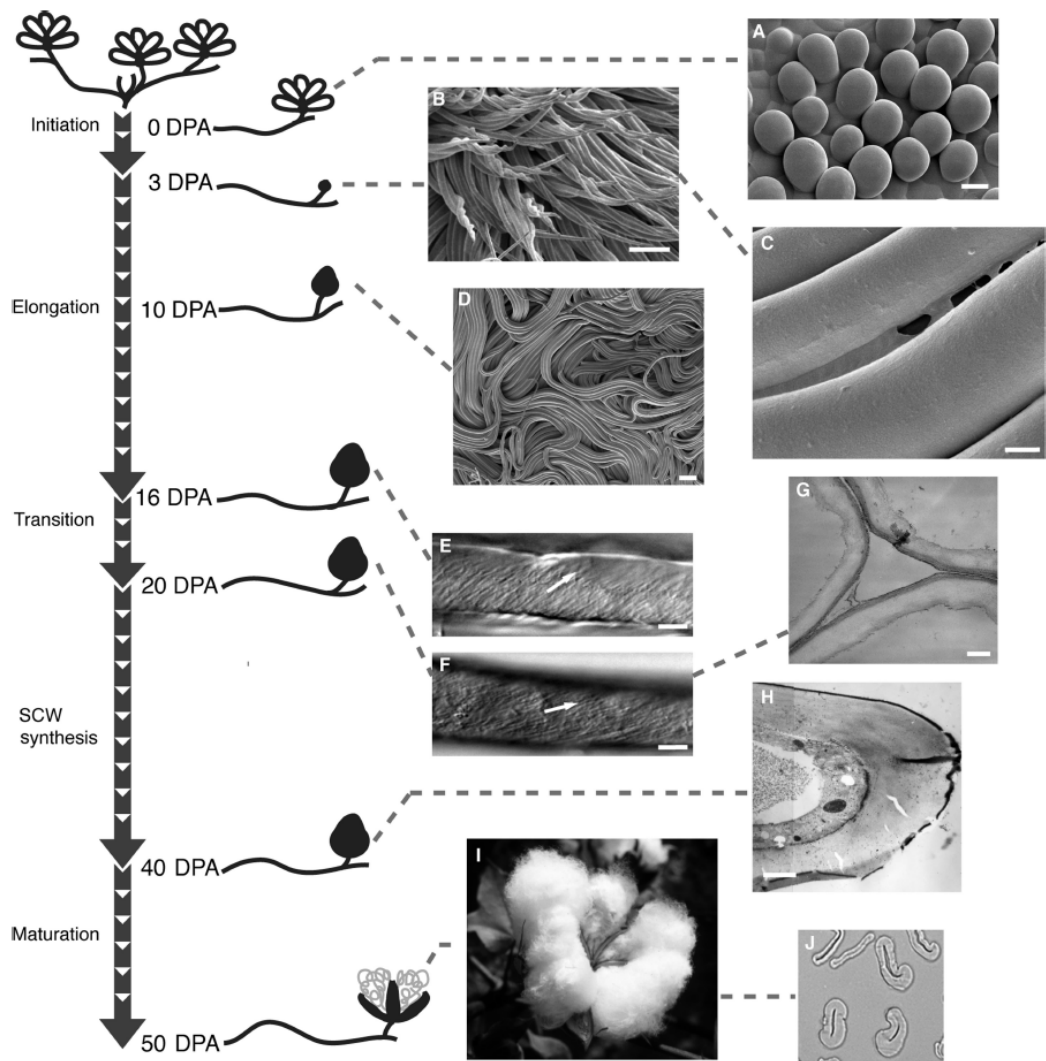 A
B
Initiation
0 DPA
3 DPA
C
Elongation
10 DPA
D
16 DPA
G
Transition
E
20 DPA
F
H
SCW
synthesis
I
40 DPA
Maturation
J
50 DPA